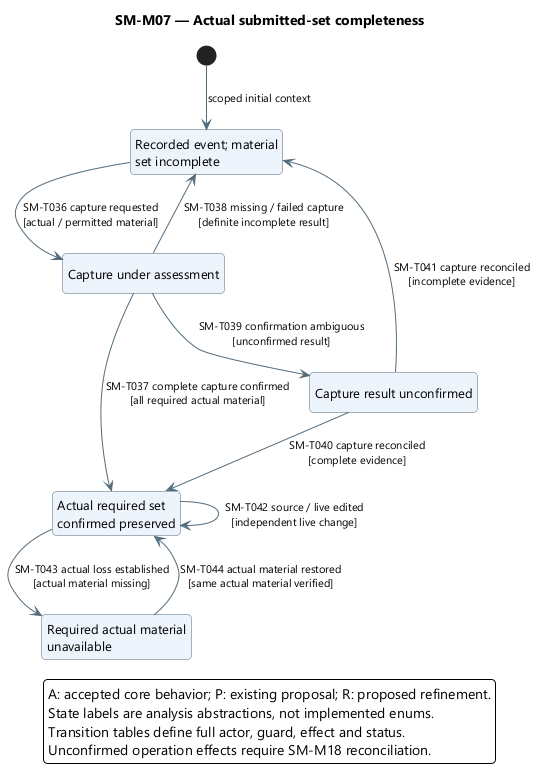 SM-M07 — Actual submitted-set completeness
scoped initial context
Recorded event; material
set incomplete
SM-T036 capture requested
[actual / permitted material]
SM-T038 missing / failed capture
[definite incomplete result]
Capture under assessment
SM-T041 capture reconciled
[incomplete evidence]
SM-T039 confirmation ambiguous
[unconfirmed result]
SM-T037 complete capture confirmed
[all required actual material]
Capture result unconfirmed
SM-T040 capture reconciled
[complete evidence]
Actual required set
confirmed preserved
SM-T042 source / live edited
[independent live change]
SM-T043 actual loss established
[actual material missing]
SM-T044 actual material restored
[same actual material verified]
Required actual material
unavailable
A: accepted core behavior; P: existing proposal; R: proposed refinement.
State labels are analysis abstractions, not implemented enums.
Transition tables define full actor, guard, effect and status.
Unconfirmed operation effects require SM-M18 reconciliation.